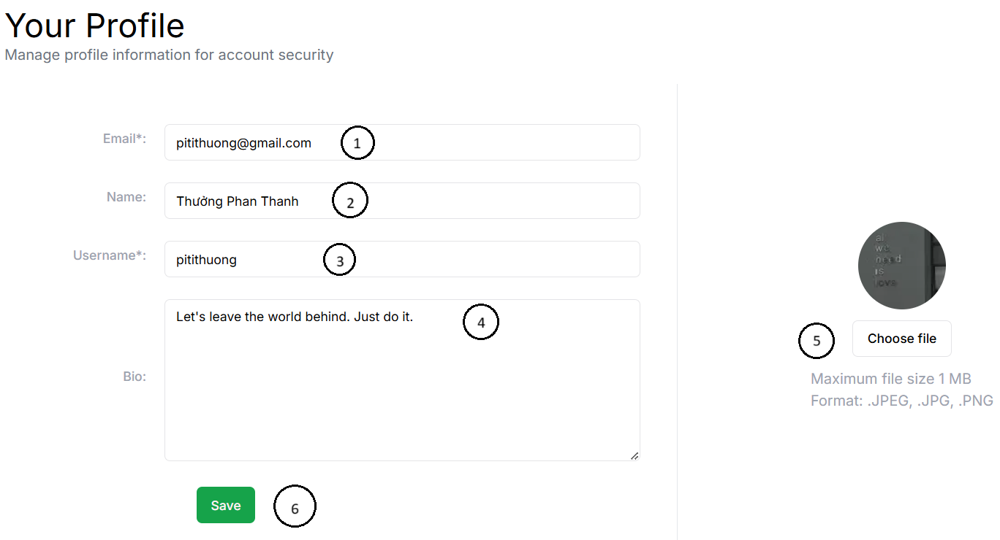 Your Profile
Manage profile information for account security
Email*:
pitithuong@gmail.com
1
Name:
Thưởng Phan Thanh
2
Username*:
pitithuong
3
Bio:
Let's leave the world behind. Just do it.
4
Save
6
al
we
need
is
love
5
Choose file
Maximum file size 1 MB
Format: .JPEG, .JPG, .PNG